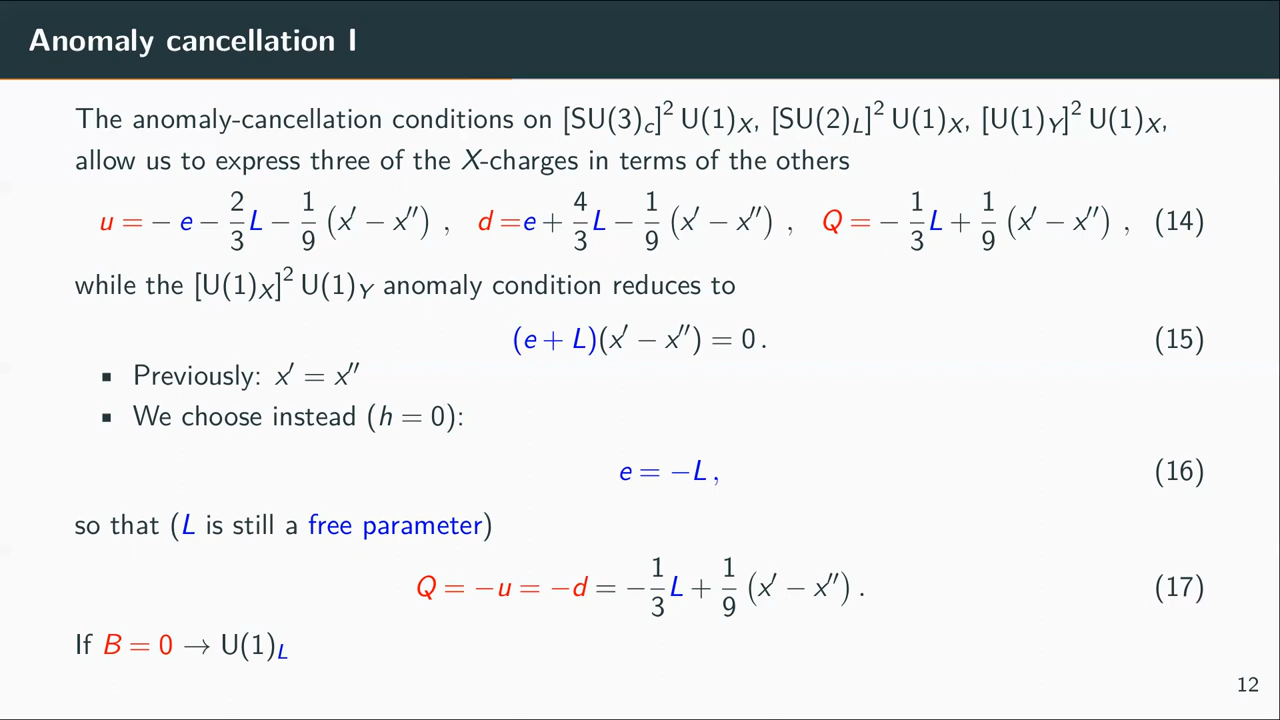 Anomaly cancellation I
The anomaly-cancellation conditions on [SU(3)_c]^2 U(1)_X, [SU(2)_L]^2 U(1)_X, [U(1)_Y]^2 U(1)_X,
allow us to express three of the X-charges in terms of the others
u = − e − 2/3 L − 1/9 (x′ − x″) , d = e + 4/3 L − 1/9 (x′ − x″) , Q = − 1/3 L + 1/9 (x′ − x″) , (14)
while the [U(1)_X]^2 U(1)_Y anomaly condition reduces to
(e + L)(x′ − x″) = 0 . (15)
▪ Previously: x′ = x″
▪ We choose instead (h = 0):
e = −L , (16)
so that (L is still a free parameter)
Q = −u = −d = − 1/3 L + 1/9 (x′ − x″) . (17)
If B = 0 → U(1)_L
12